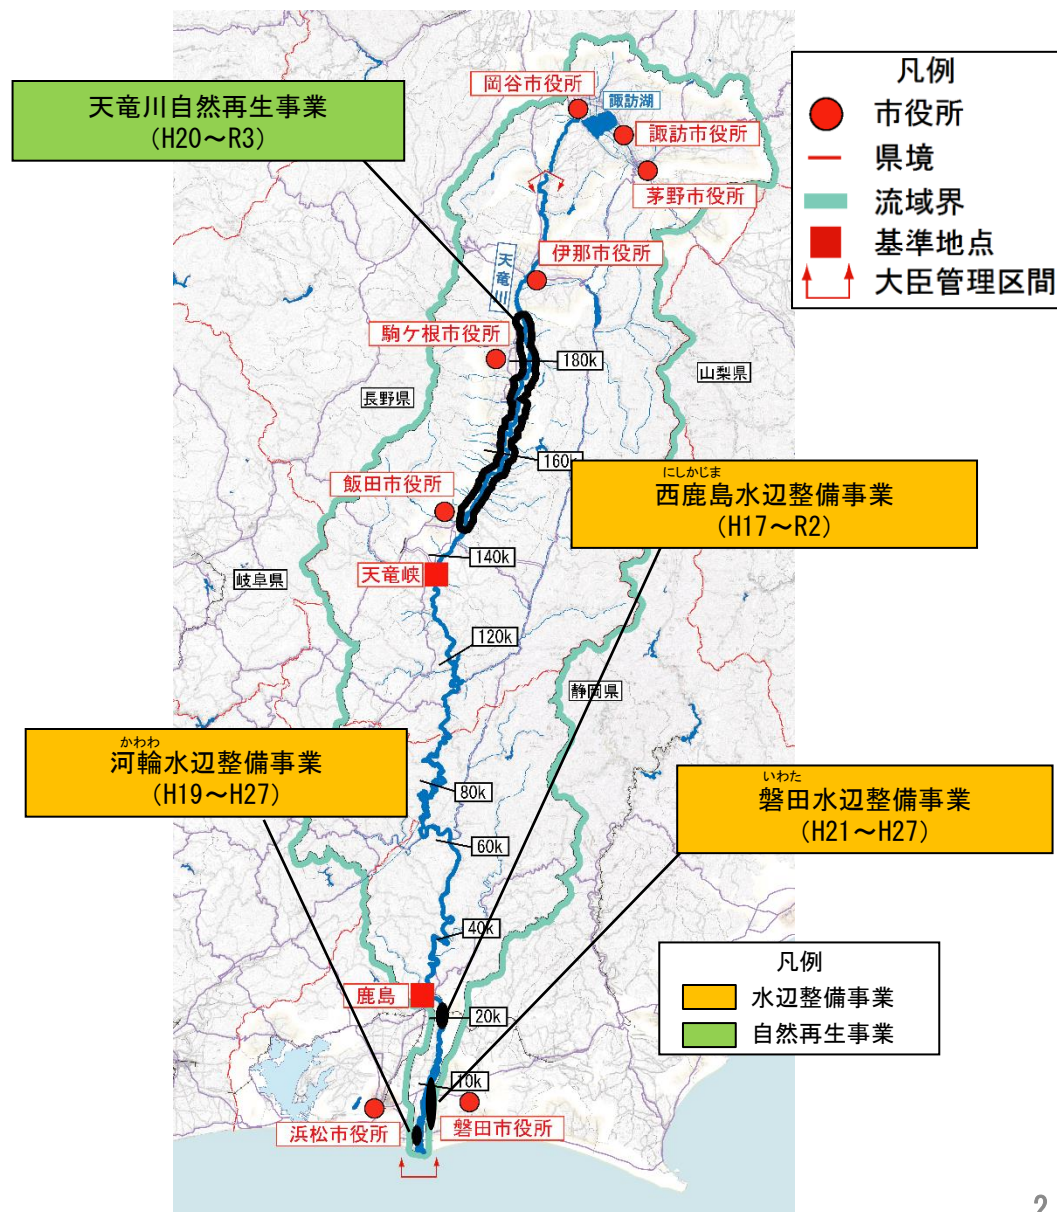 天竜川自然再生事業
(H20～R3)
岡谷市役所
諏訪湖
諏訪市役所
茅野市役所
凡例
市役所
県境
流域界
基準地点
大臣管理区間
伊那市役所
天竜川
駒ケ根市役所
180k
山梨県
長野県
160k
飯田市役所
にしかじま
西鹿島水辺整備事業
(H17～R2)
140k
天竜峡
岐阜県
120k
静岡県
かわわ
河輪水辺整備事業
(H19～H27)
80k
いわた
磐田水辺整備事業
(H21～H27)
60k
40k
鹿島
20k
凡例
水辺整備事業
自然再生事業
10k
浜松市役所
磐田市役所
2